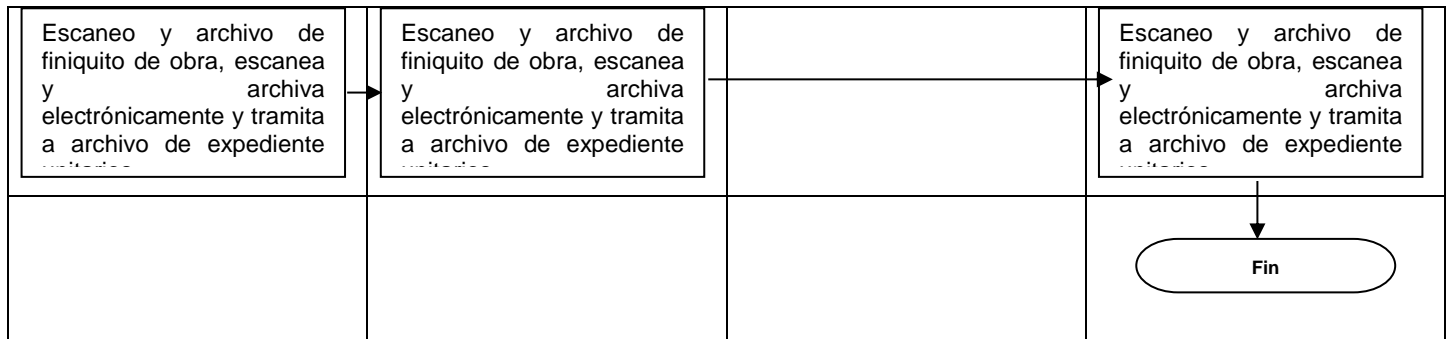 Escaneo y archivo de
finiquito de obra, escanea
y archiva
electrónicamente y tramita
a archivo de expediente
Escaneo y archivo de
finiquito de obra, escanea
y archiva
electrónicamente y tramita
a archivo de expediente
Escaneo y archivo de
finiquito de obra, escanea
y archiva
electrónicamente y tramita
a archivo de expediente
Fin